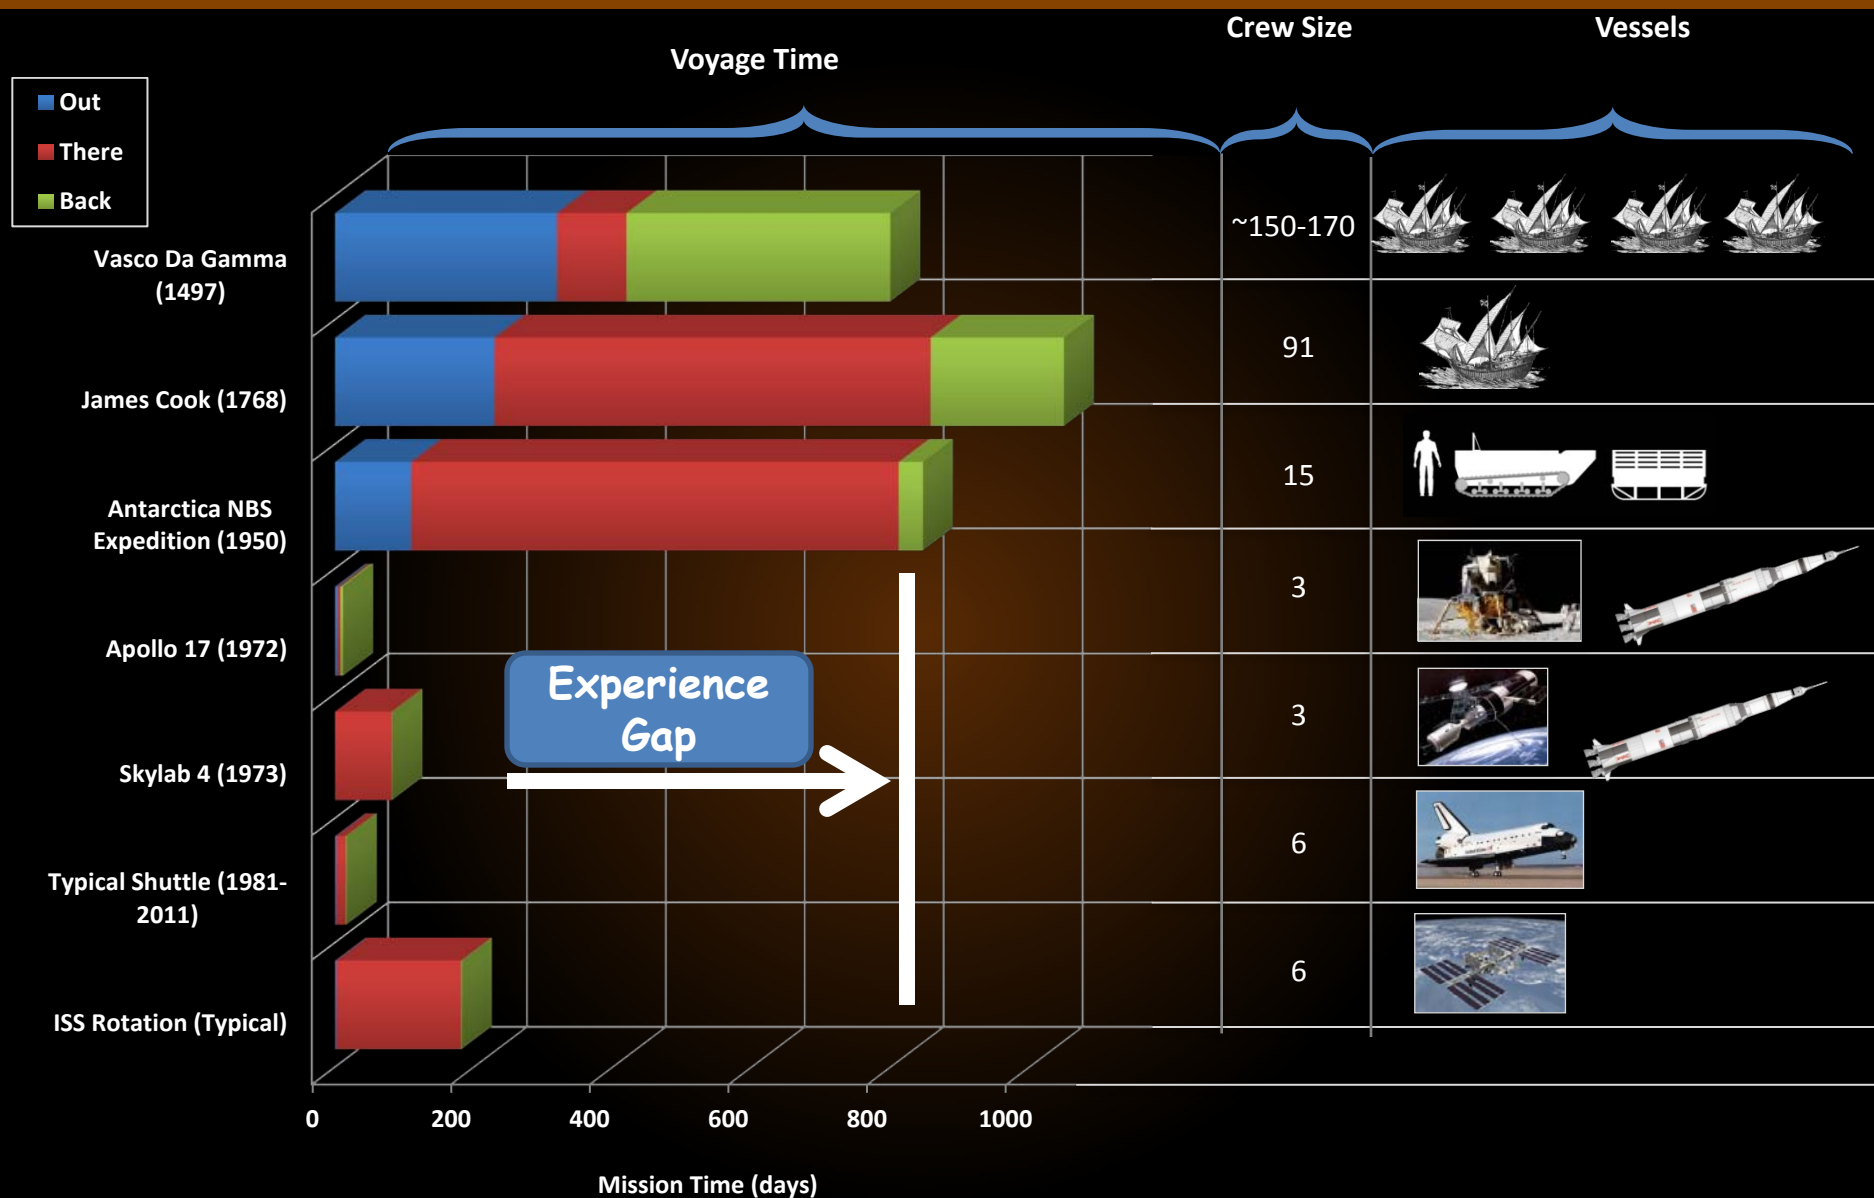 Crew Size
Vessels
Voyage Time
Out
There
Back
Vasco Da Gamma
(1497)
~150-170
James Cook (1768)
91
Antarctica NBS
Expedition (1950)
15
Apollo 17 (1972)
3
Experience
Gap
Skylab 4 (1973)
3
Typical Shuttle (1981-
2011)
6
ISS Rotation (Typical)
6
0
200
400
600
800
1000
Mission Time (days)